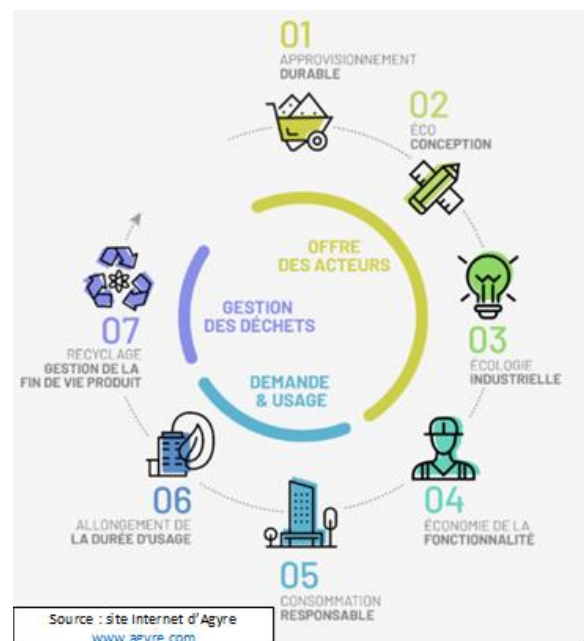 01
APPROVISIONNEMENT
DURABLE
02
ÉCO
CONCEPTION
OFFRE
DES ACTEURS
03
ÉCOLOGIE
INDUSTRIELLE
04
ÉCONOMIE DE LA
FONCTIONNALITÉ
DEMANDE
& USAGE
05
CONSOMMATION
RESPONSABLE
06
ALLONGEMENT DE
LA DURÉE D'USAGE
GESTION
DES DÉCHETS
07
RECYCLAGE
GESTION DE LA
FIN DE VIE PRODUIT
Source : site Internet d'Agyre
www.agyre.com